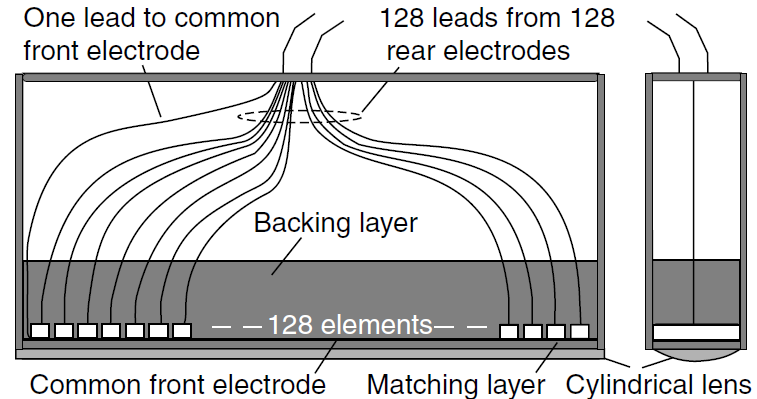 One lead to common
front electrode
128 leads from 128
rear electrodes
Backing layer
128 elements
Common front electrode
Matching layer
Cylindrical lens